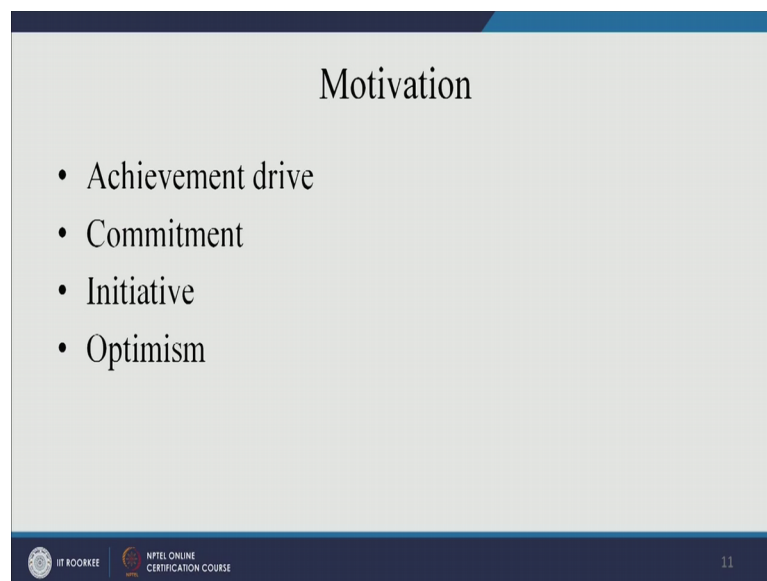 Motivation
• Achievement drive
• Commitment
• Initiative
• Optimism
IIT ROORKEE
NPTEL ONLINE
CERTIFICATION COURSE
11